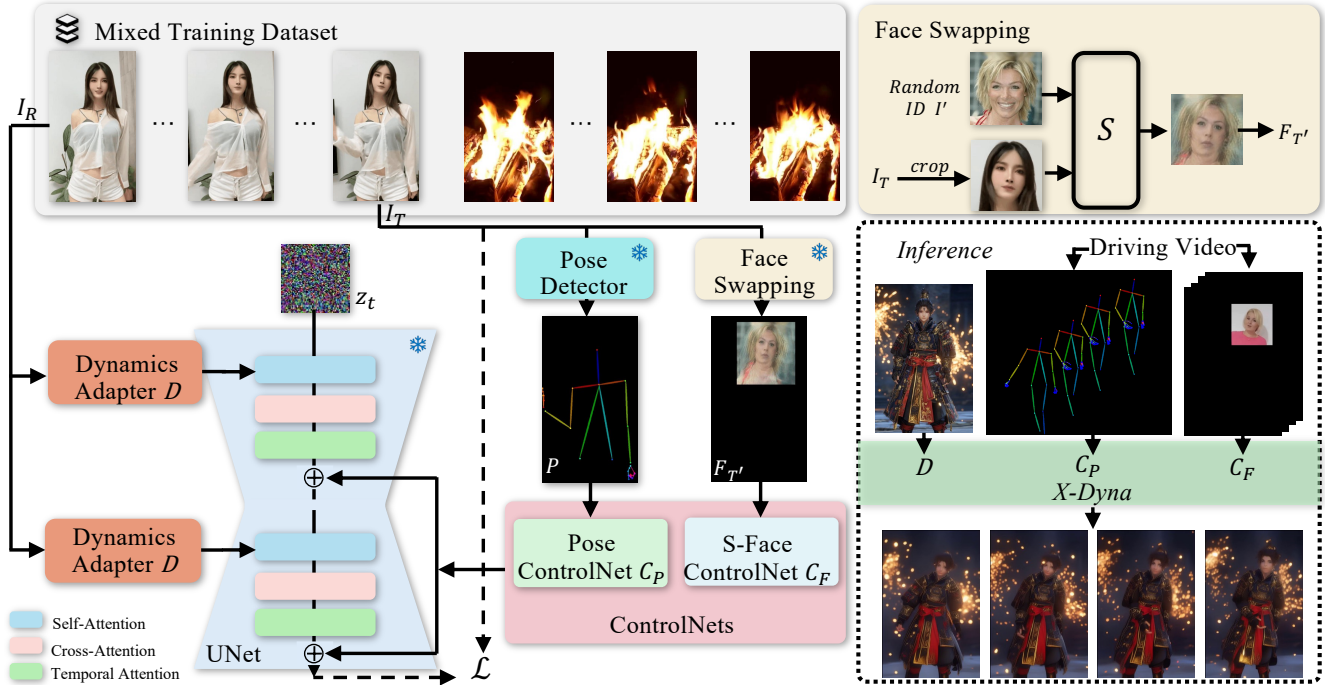 Mixed Training Dataset
I_R
...
...
...
...
I_T
Face Swapping
Random
ID I'
I_T
crop
S
F_{T'}
z_t
Pose
Detector
Face
Swapping
P
F_{T'}
Dynamics
Adapter D
Dynamics
Adapter D
Pose
ControlNet C_P
S-Face
ControlNet C_F
ControlNets
Self-Attention
Cross-Attention
Temporal Attention
UNet
ℒ
Inference
Driving Video
D
C_P
C_F
X-Dyna